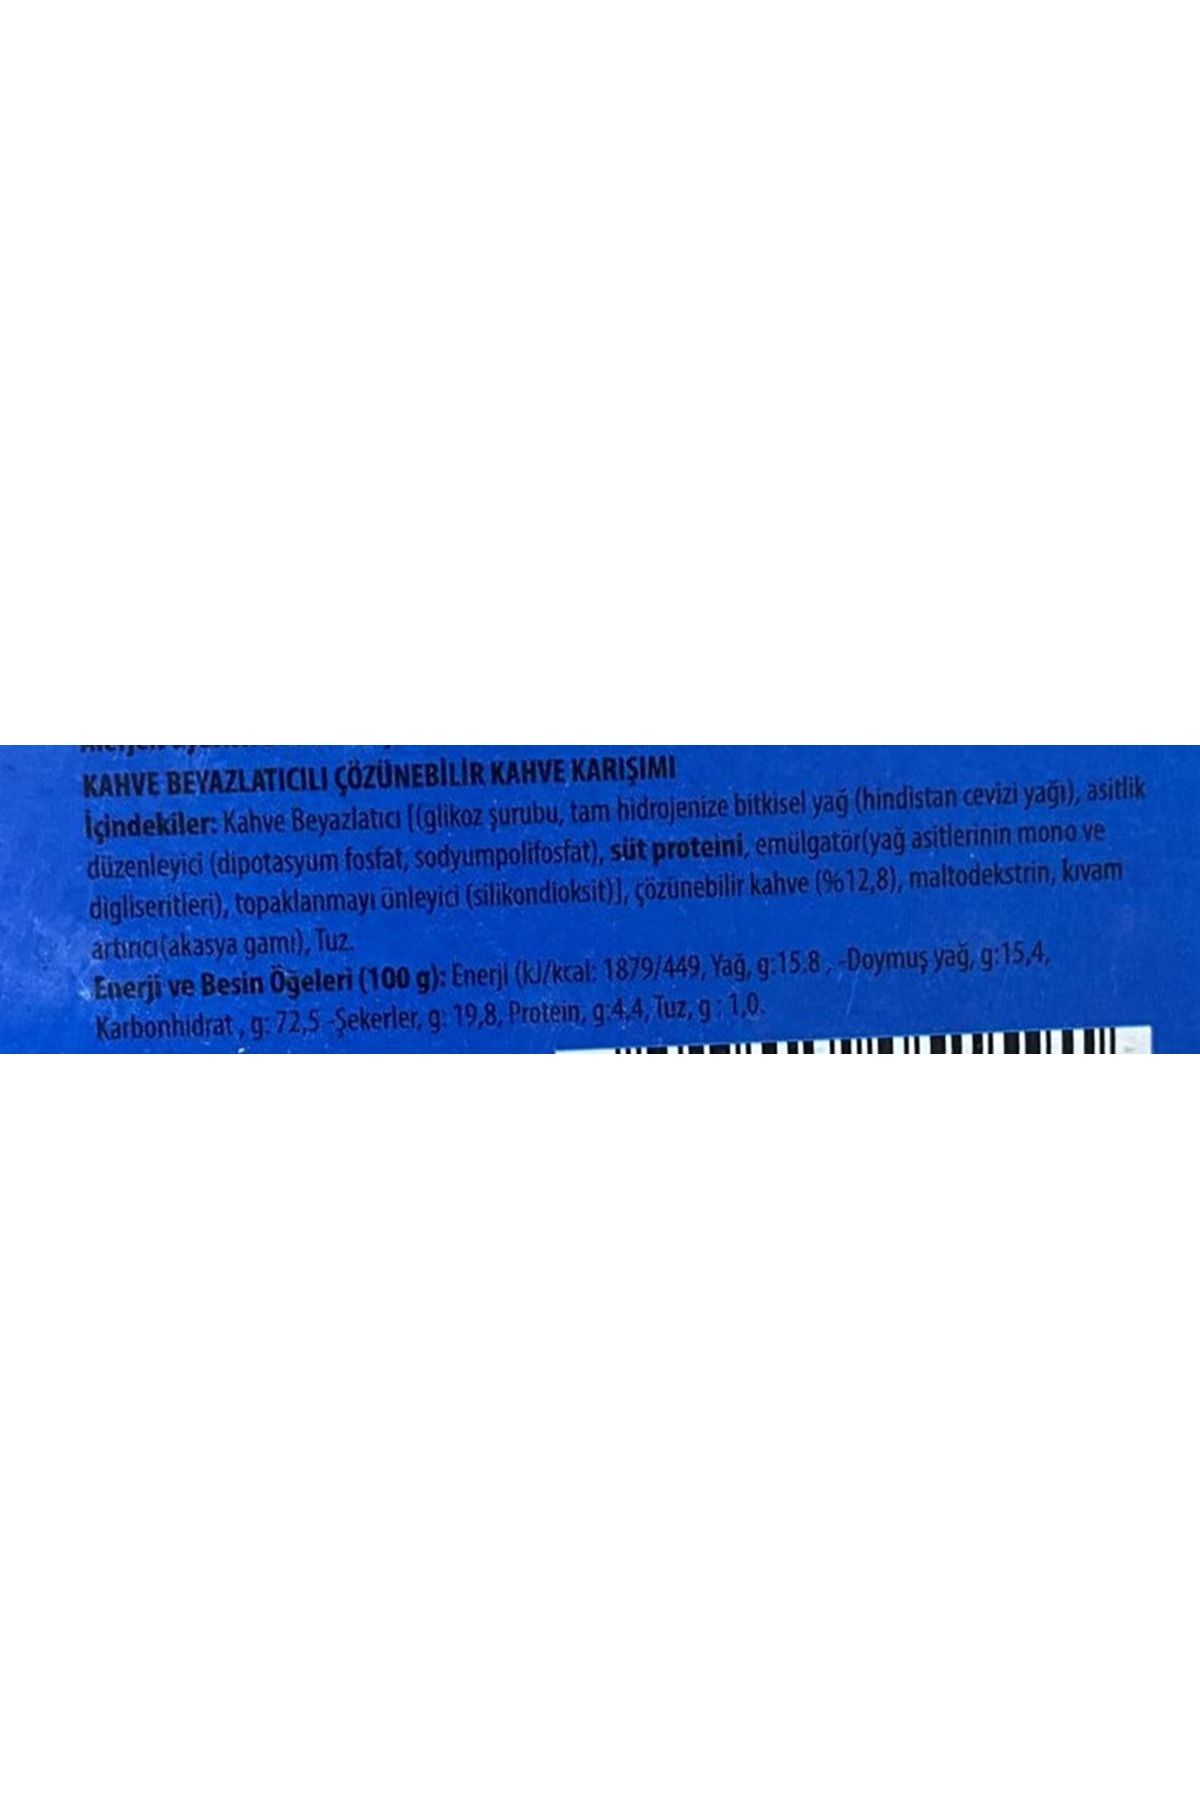 KAHVE BEYAZLATICILI ÇÖZÜNEBİLİR KAHVE KARIŞIMI
İçindekiler: Kahve Beyazlatıcı [(glikoz şurubu, tam hidrojenize bitkisel yağ (hindistan cevizi yağı), asitlik
düzenleyici (dipotasyum fosfat, sodyumpolifosfat), süt proteini, emülgatör(yağ asitlerinin mono ve
digliseritleri), topaklanmayı önleyici (silikondioksit)], çözünebilir kahve (%12,8), maltodekstrin, kıvam
artırıcı(akasya gamı), Tuz.
Enerji ve Besin Öğeleri (100 g): Enerji (kJ/kcal: 1879/449, Yağ, g:15.8 , -Doymuş yağ, g:15,4,
Karbonhidrat , g: 72,5 -Şekerler, g: 19,8, Protein, g:4,4, Tuz, g : 1,0.